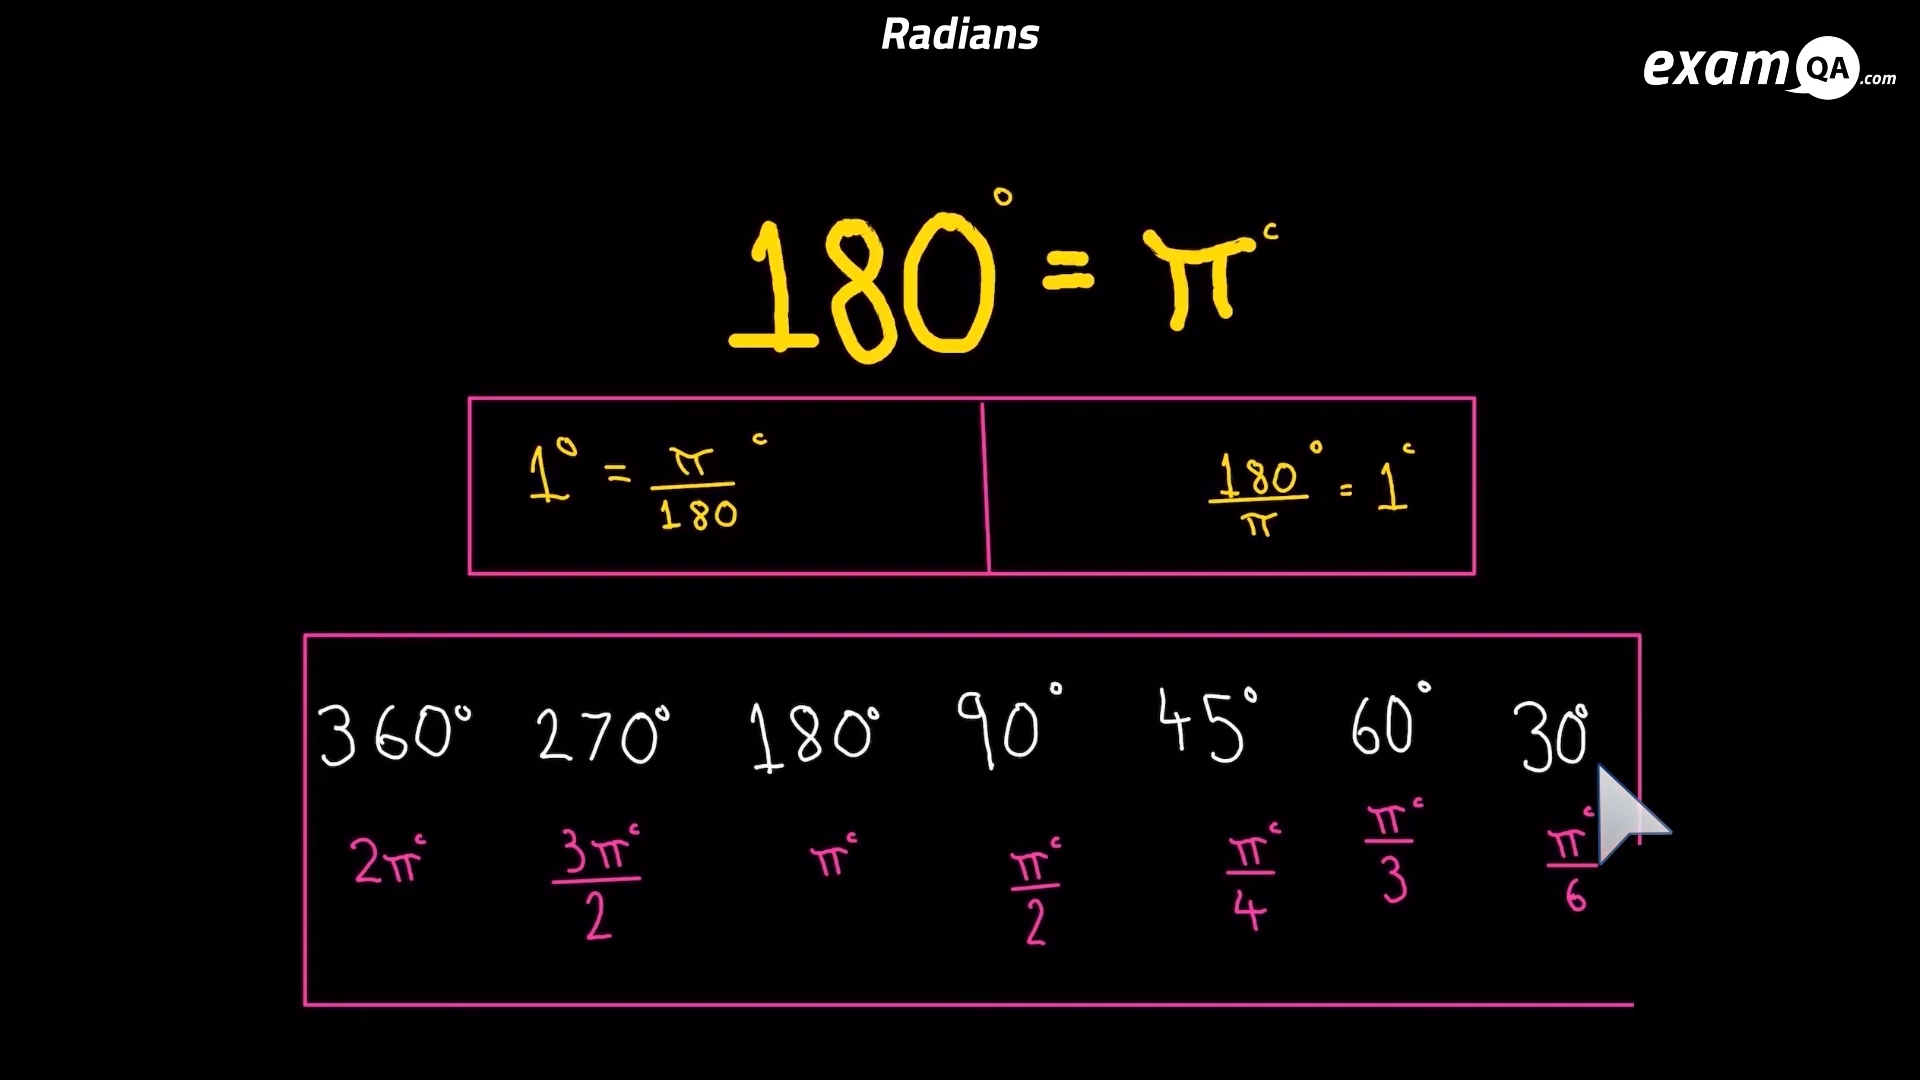 Radians
examQA.com
180° = π^c
1° = π/180 ^c
180/π ° = 1^c
360° 270° 180° 90° 45° 60° 30°
2π^c 3π/2 ^c π^c π/2 ^c π/4 ^c π/3 ^c π/6 ^c